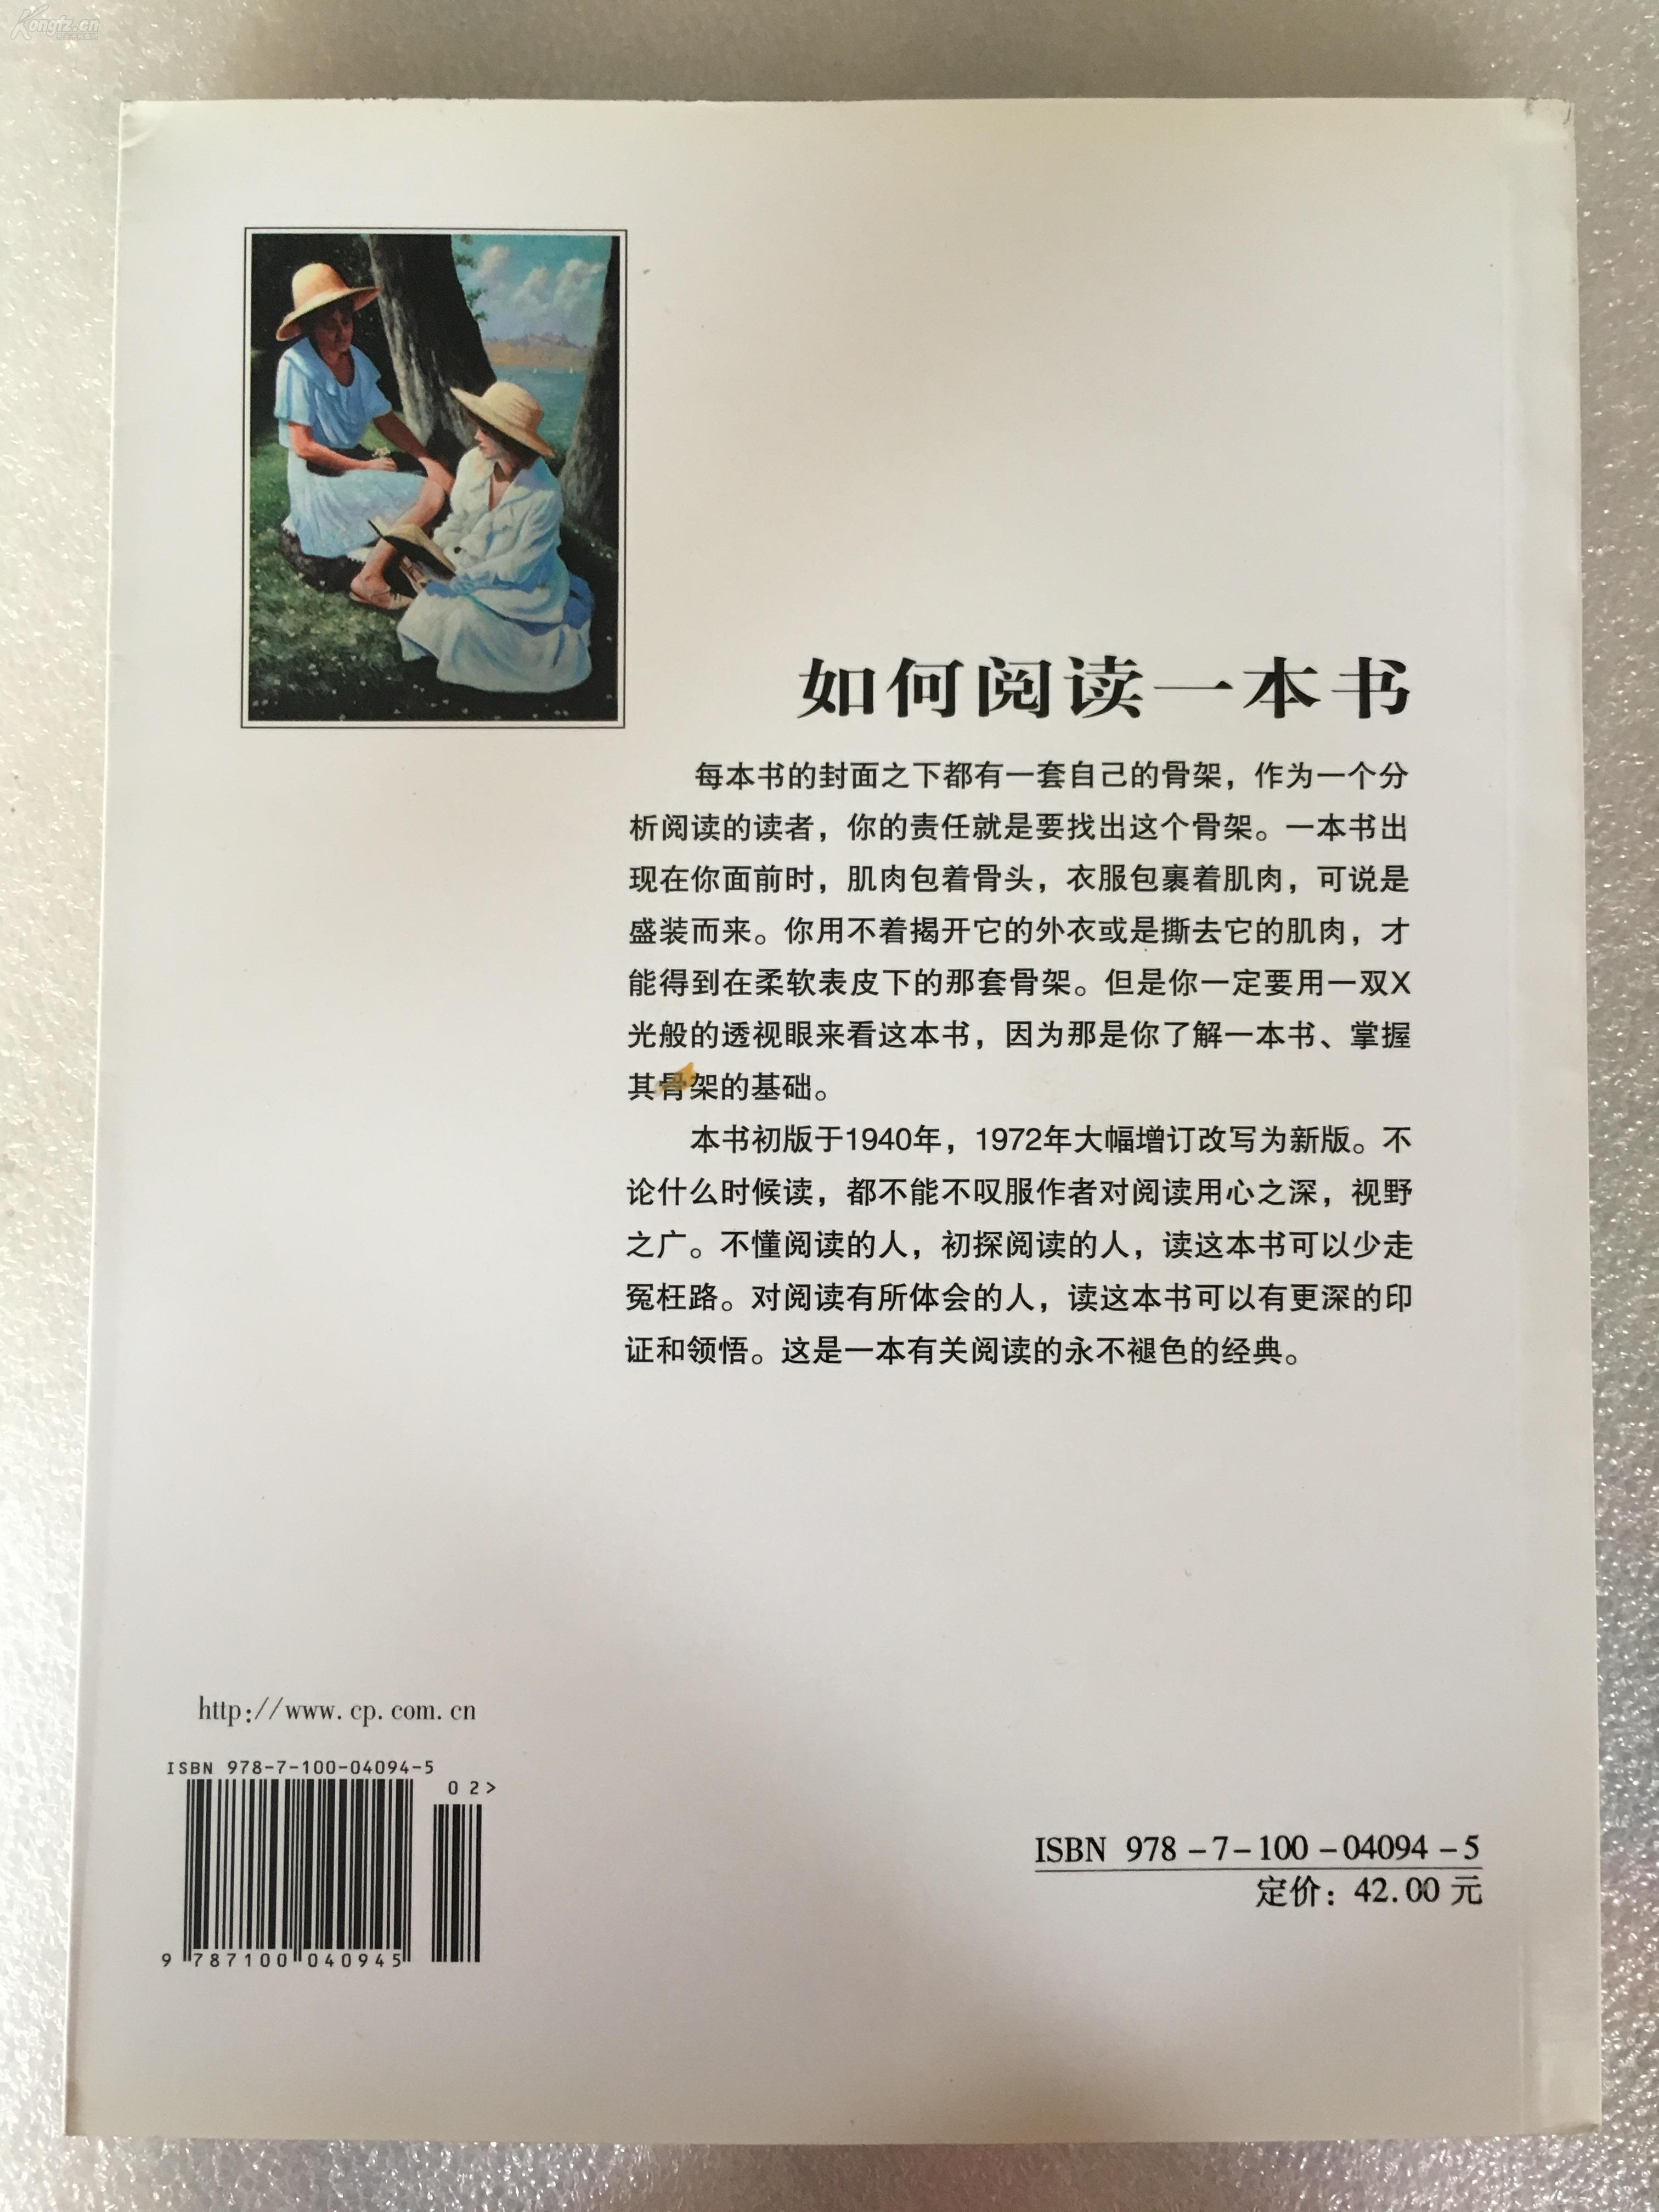 Kongfz.cn
如何阅读一本书
每本书的封面之下都有一套自己的骨架，作为一个分
析阅读的读者，你的责任就是要找出这个骨架。一本书出
现在你面前时，肌肉包着骨头，衣服包裹着肌肉，可说是
盛装而来。你用不着揭开它的外衣或是撕去它的肌肉，才
能得到在柔软表皮下的那套骨架。但是你一定要用一双X
光般的透视眼来看这本书，因为那是你了解一本书、掌握
其骨架的基础。
本书初版于1940年，1972年大幅增订改写为新版。不
论什么时候读，都不能不叹服作者对阅读用心之深，视野
之广。不懂阅读的人，初探阅读的人，读这本书可以少走
冤枉路。对阅读有所体会的人，读这本书可以有更深的印
证和领悟。这是一本有关阅读的永不褪色的经典。
http://www.cp.com.cn
ISBN 978-7-100-04094-5
02>
9 787100 040945
ISBN 978-7-100-04094-5
定价：42.00 元